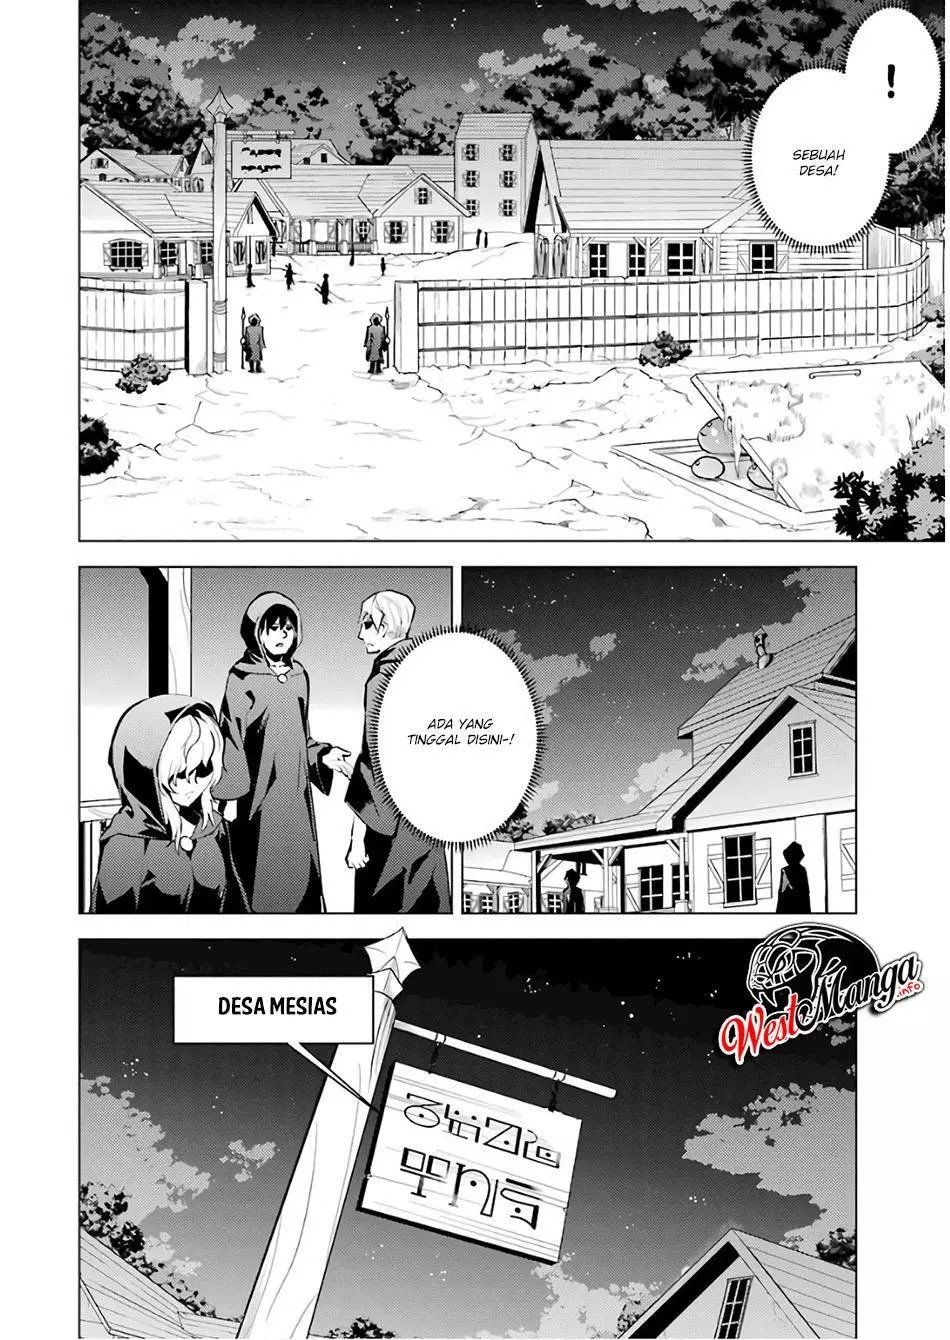 !
SEBUAH
DESA!
ADA YANG
TINGGAL DISINI-!
DESA MESIAS
WESTMANGA
.info